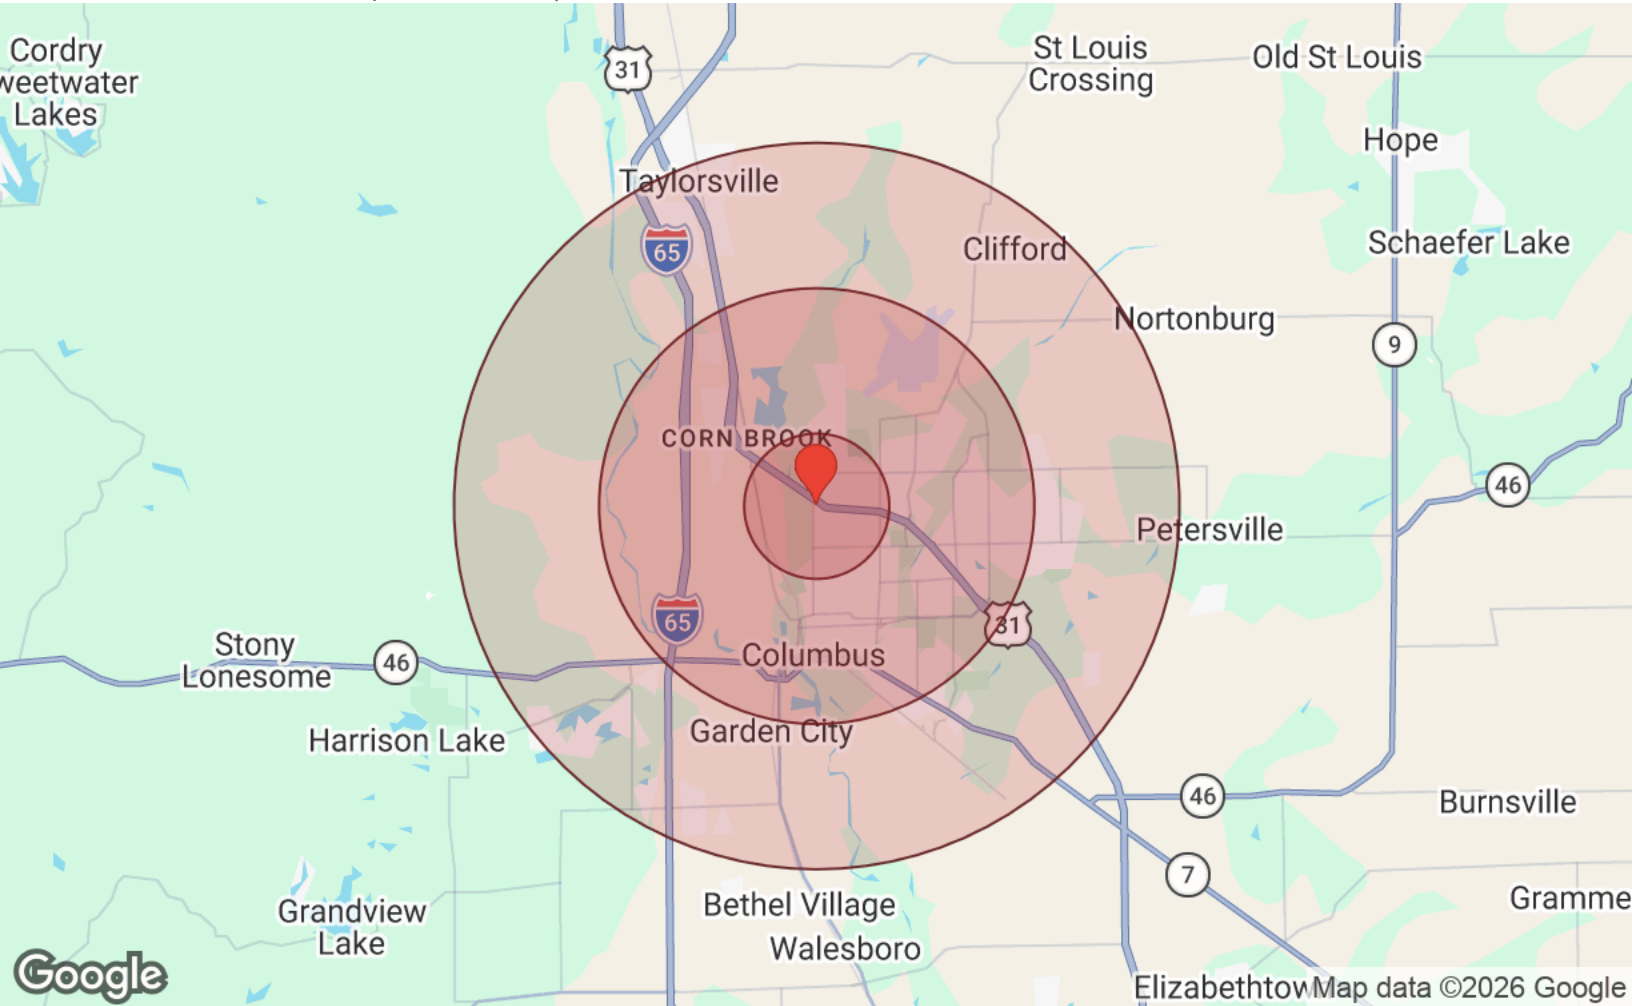 Cordry
weetwater
Lakes
31
St Louis
Crossing
Old St Louis
Hope
Taylorsville
65
Clifford
Schaefer Lake
Nortonburg
9
CORN BROOK
46
Petersville
65
31
Stony
Lonesome
46
Columbus
Garden City
Harrison Lake
46
Burnsville
7
Bethel Village
Gramme
Grandview
Lake
Walesboro
Google
Elizabethtow
Map data ©2026 Google